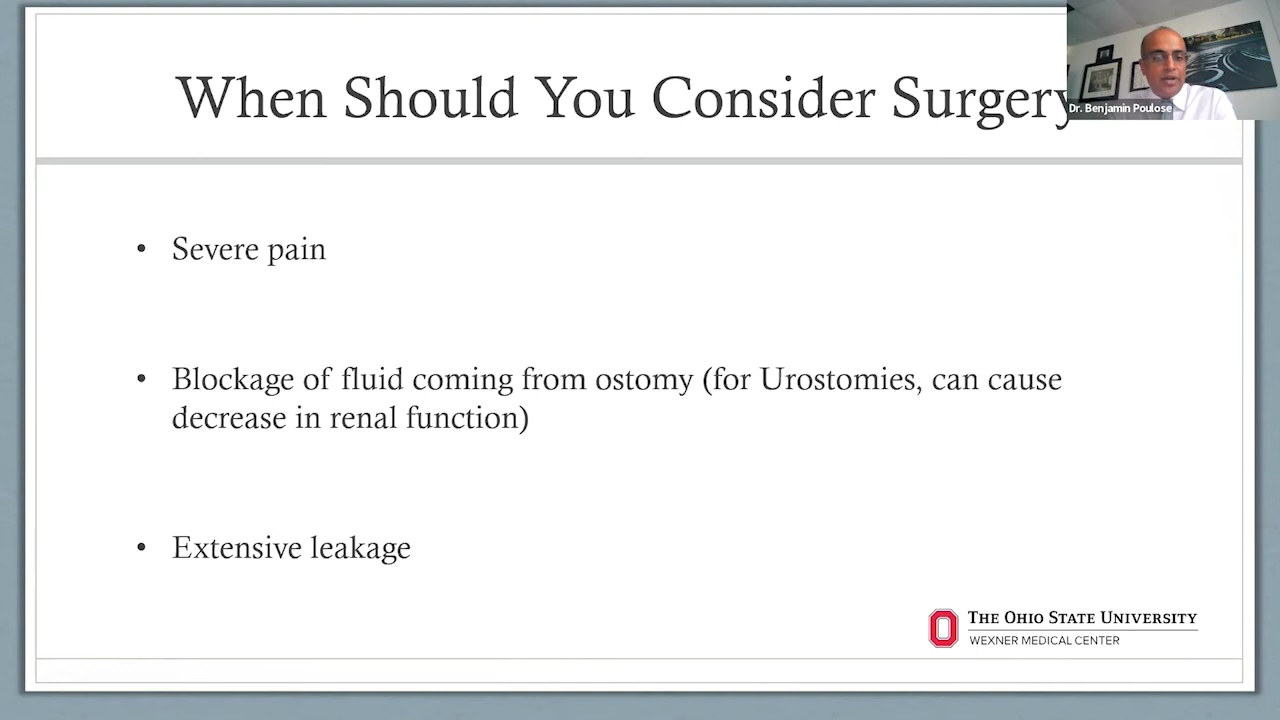 When Should You Consider Surgery
Dr. Benjamin Poulose
• Severe pain
• Blockage of fluid coming from ostomy (for Urostomies, can cause
decrease in renal function)
• Extensive leakage
THE OHIO STATE UNIVERSITY
WEXNER MEDICAL CENTER